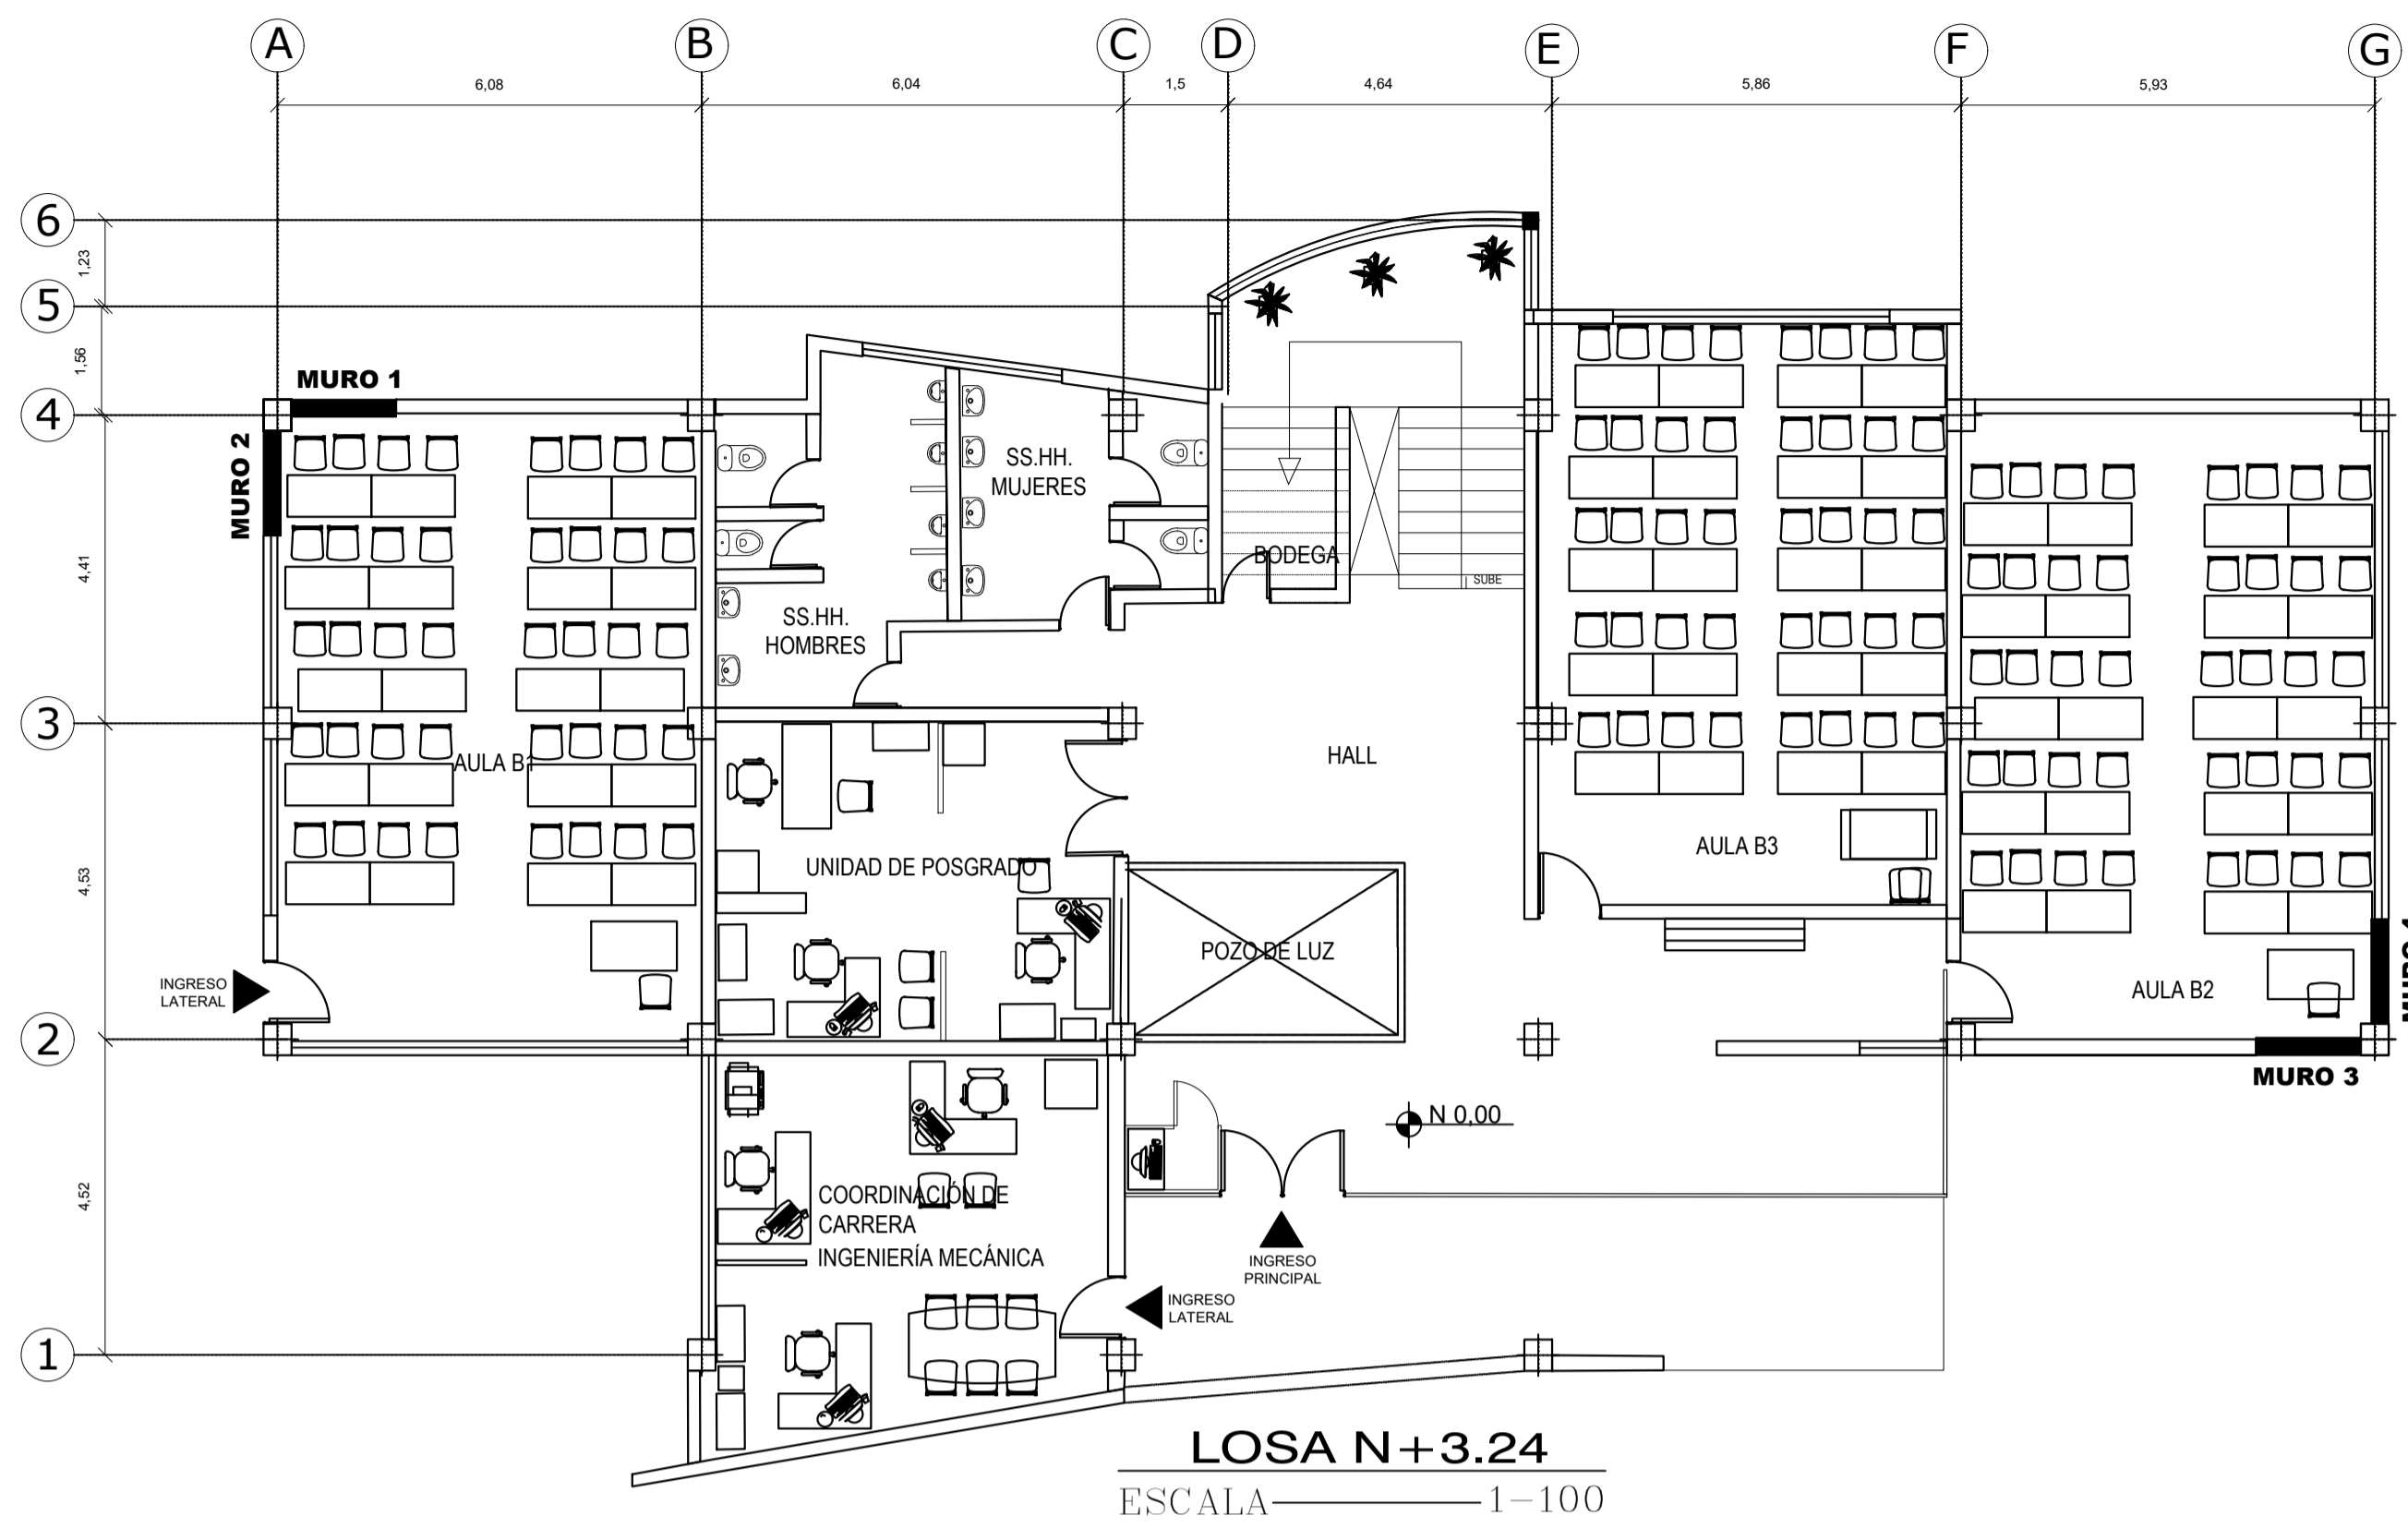 A
B
C
D
E
F
G
6,08
6,04
1,5
4,64
5,86
5,93
6
1,23
5
1,56
4
4,41
3
4,53
2
4,52
1
MURO 1
MURO 2
SS.HH.
MUJERES
BODEGA
SUBE
SS.HH.
HOMBRES
AULA B1
HALL
UNIDAD DE POSGRADO
AULA B3
POZO DE LUZ
INGRESO
LATERAL
AULA B2
MURO 3
N 0,00
COORDINACIÓN DE
CARRERA
INGENIERÍA MECÁNICA
INGRESO
PRINCIPAL
INGRESO
LATERAL
LOSA N+3.24
ESCALA 1-100